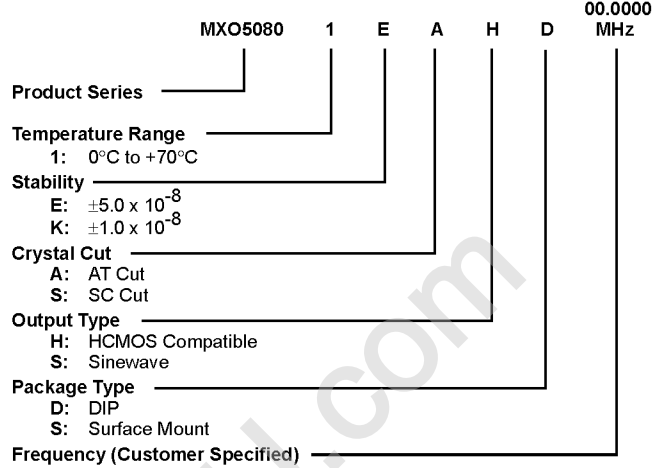 00.0000
MXO5080 1 E A H D MHz
Product Series
Temperature Range
1: 0°C to +70°C
Stability
E: ±5.0 x 10-8
K: ±1.0 x 10-8
Crystal Cut
A: AT Cut
S: SC Cut
Output Type
H: HCMOS Compatible
S: Sinewave
Package Type
D: DIP
S: Surface Mount
Frequency (Customer Specified)
.com